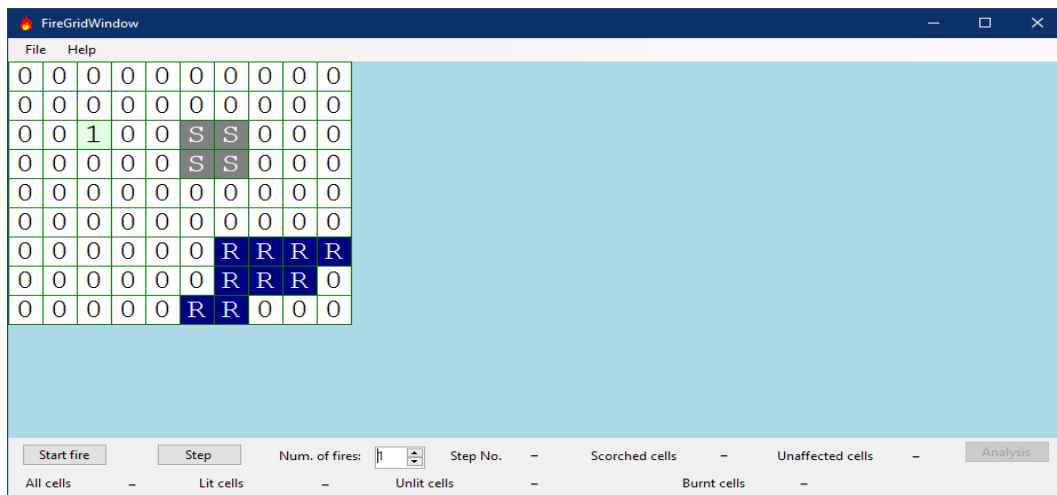 FireGridWindow
File Help
0 0 0 0 0 0 0 0 0 0
0 0 0 0 0 0 0 0 0 0
0 0 1 0 0 S S 0 0 0
0 0 0 0 0 S S 0 0 0
0 0 0 0 0 0 0 0 0 0
0 0 0 0 0 0 0 0 0 0
0 0 0 0 0 0 R R R R
0 0 0 0 0 0 R R R 0
0 0 0 0 0 R R 0 0 0
Start fire Step Num. of fires: 1 Step No. – Scorched cells – Unaffected cells – Analysis
All cells – Lit cells – Unlit cells – Burnt cells –